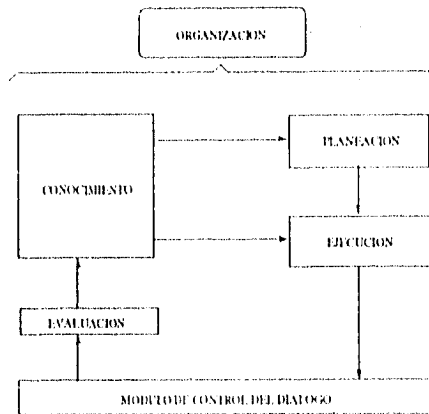 ORGANIZACION
PLANEACION
CONOCIMIENTO
EJECUCION
EVALUACION
MODULO DE CONTROL DEL DIALOGO